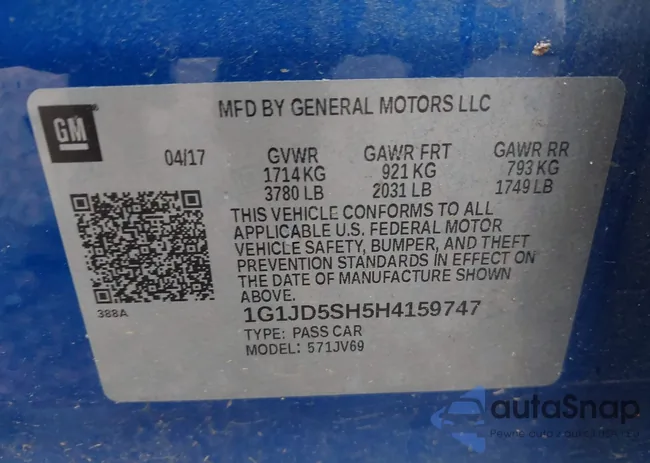 GM
MFD BY GENERAL MOTORS LLC
04/17
GVWR
1714 KG
3780 LB
GAWR FRT
921 KG
2031 LB
GAWR RR
793 KG
1749 LB
THIS VEHICLE CONFORMS TO ALL
APPLICABLE U.S. FEDERAL MOTOR
VEHICLE SAFETY, BUMPER, AND THEFT
PREVENTION STANDARDS IN EFFECT ON
THE DATE OF MANUFACTURE SHOWN
ABOVE.
388A
1G1JD5SH5H4159747
TYPE: PASS CAR
MODEL: 571JV69
autoSnap
Pewne auto z